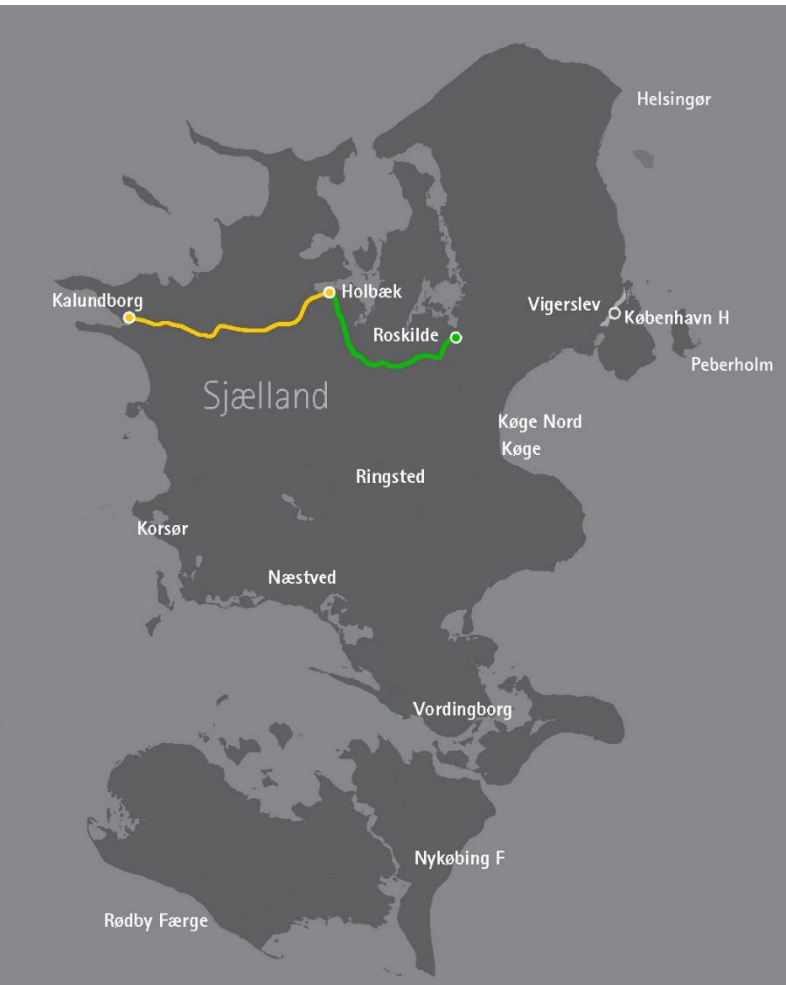 Helsingør
Kalundborg
Holbæk
Vigerslev
København H
Roskilde
Peberholm
Sjælland
Køge Nord
Køge
Ringsted
Korsør
Næstved
Vordingborg
Nykøbing F
Rødby Færge